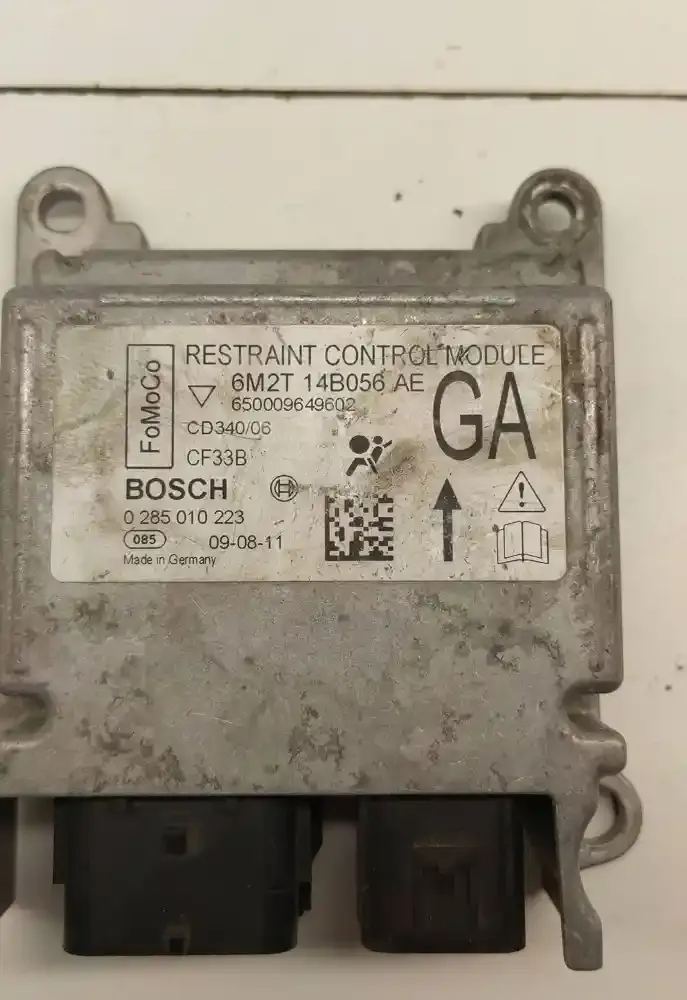 FoMoCo
RESTRAINT CONTROL MODULE
6M2T 14B056 AE
650009649602
CD340/06
CF33B
GA
BOSCH
0 285 010 223
085 09-08-11
Made in Germany